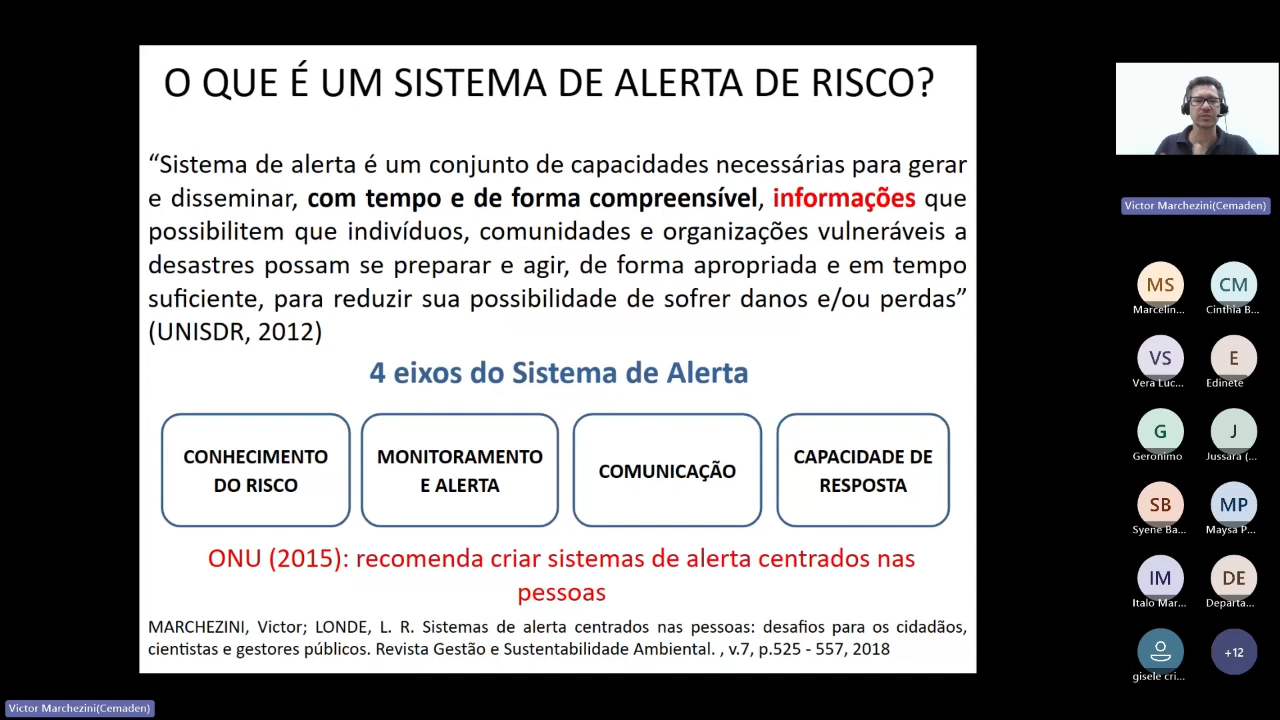 O QUE É UM SISTEMA DE ALERTA DE RISCO?
“Sistema de alerta é um conjunto de capacidades necessárias para gerar
e disseminar, com tempo e de forma compreensível, informações que
possibilitem que indivíduos, comunidades e organizações vulneráveis a
desastres possam se preparar e agir, de forma apropriada e em tempo
suficiente, para reduzir sua possibilidade de sofrer danos e/ou perdas”
(UNISDR, 2012)
4 eixos do Sistema de Alerta
CONHECIMENTO
DO RISCO
MONITORAMENTO
E ALERTA
COMUNICAÇÃO
CAPACIDADE DE
RESPOSTA
ONU (2015): recomenda criar sistemas de alerta centrados nas
pessoas
MARCHEZINI, Victor; LONDE, L. R. Sistemas de alerta centrados nas pessoas: desafios para os cidadãos,
cientistas e gestores públicos. Revista Gestão e Sustentabilidade Ambiental. , v.7, p.525 - 557, 2018
Victor Marchezini(Cemaden)
MS
Marcelin...
CM
Cinthia B...
VS
Vera Luc...
E
Edinete
G
Geronimo
J
Jussara (...
SB
Syene Ba...
MP
Maysa P...
IM
Italo Mar...
DE
Departa...
gisele cri...
+12
Victor Marchezini(Cemaden)